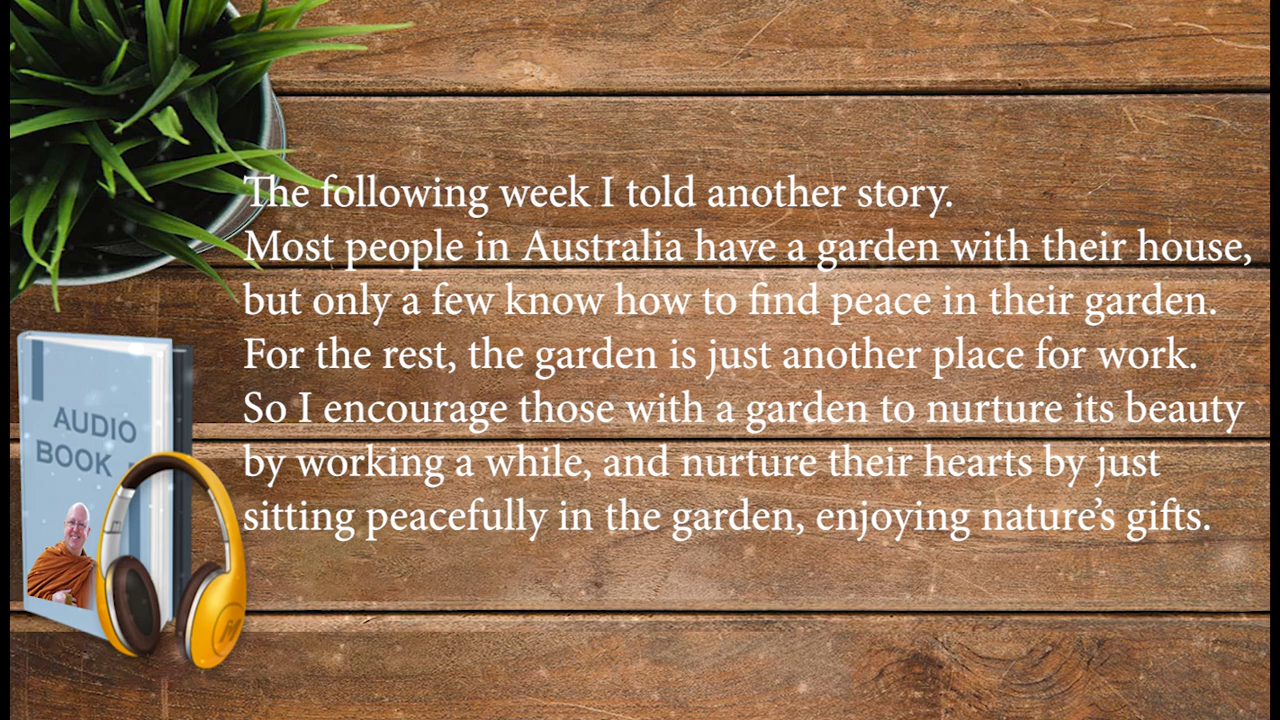 The following week I told another story.
Most people in Australia have a garden with their house,
but only a few know how to find peace in their garden.
For the rest, the garden is just another place for work.
So I encourage those with a garden to nurture its beauty
by working a while, and nurture their hearts by just
sitting peacefully in the garden, enjoying nature’s gifts.
AUDIO
BOOK